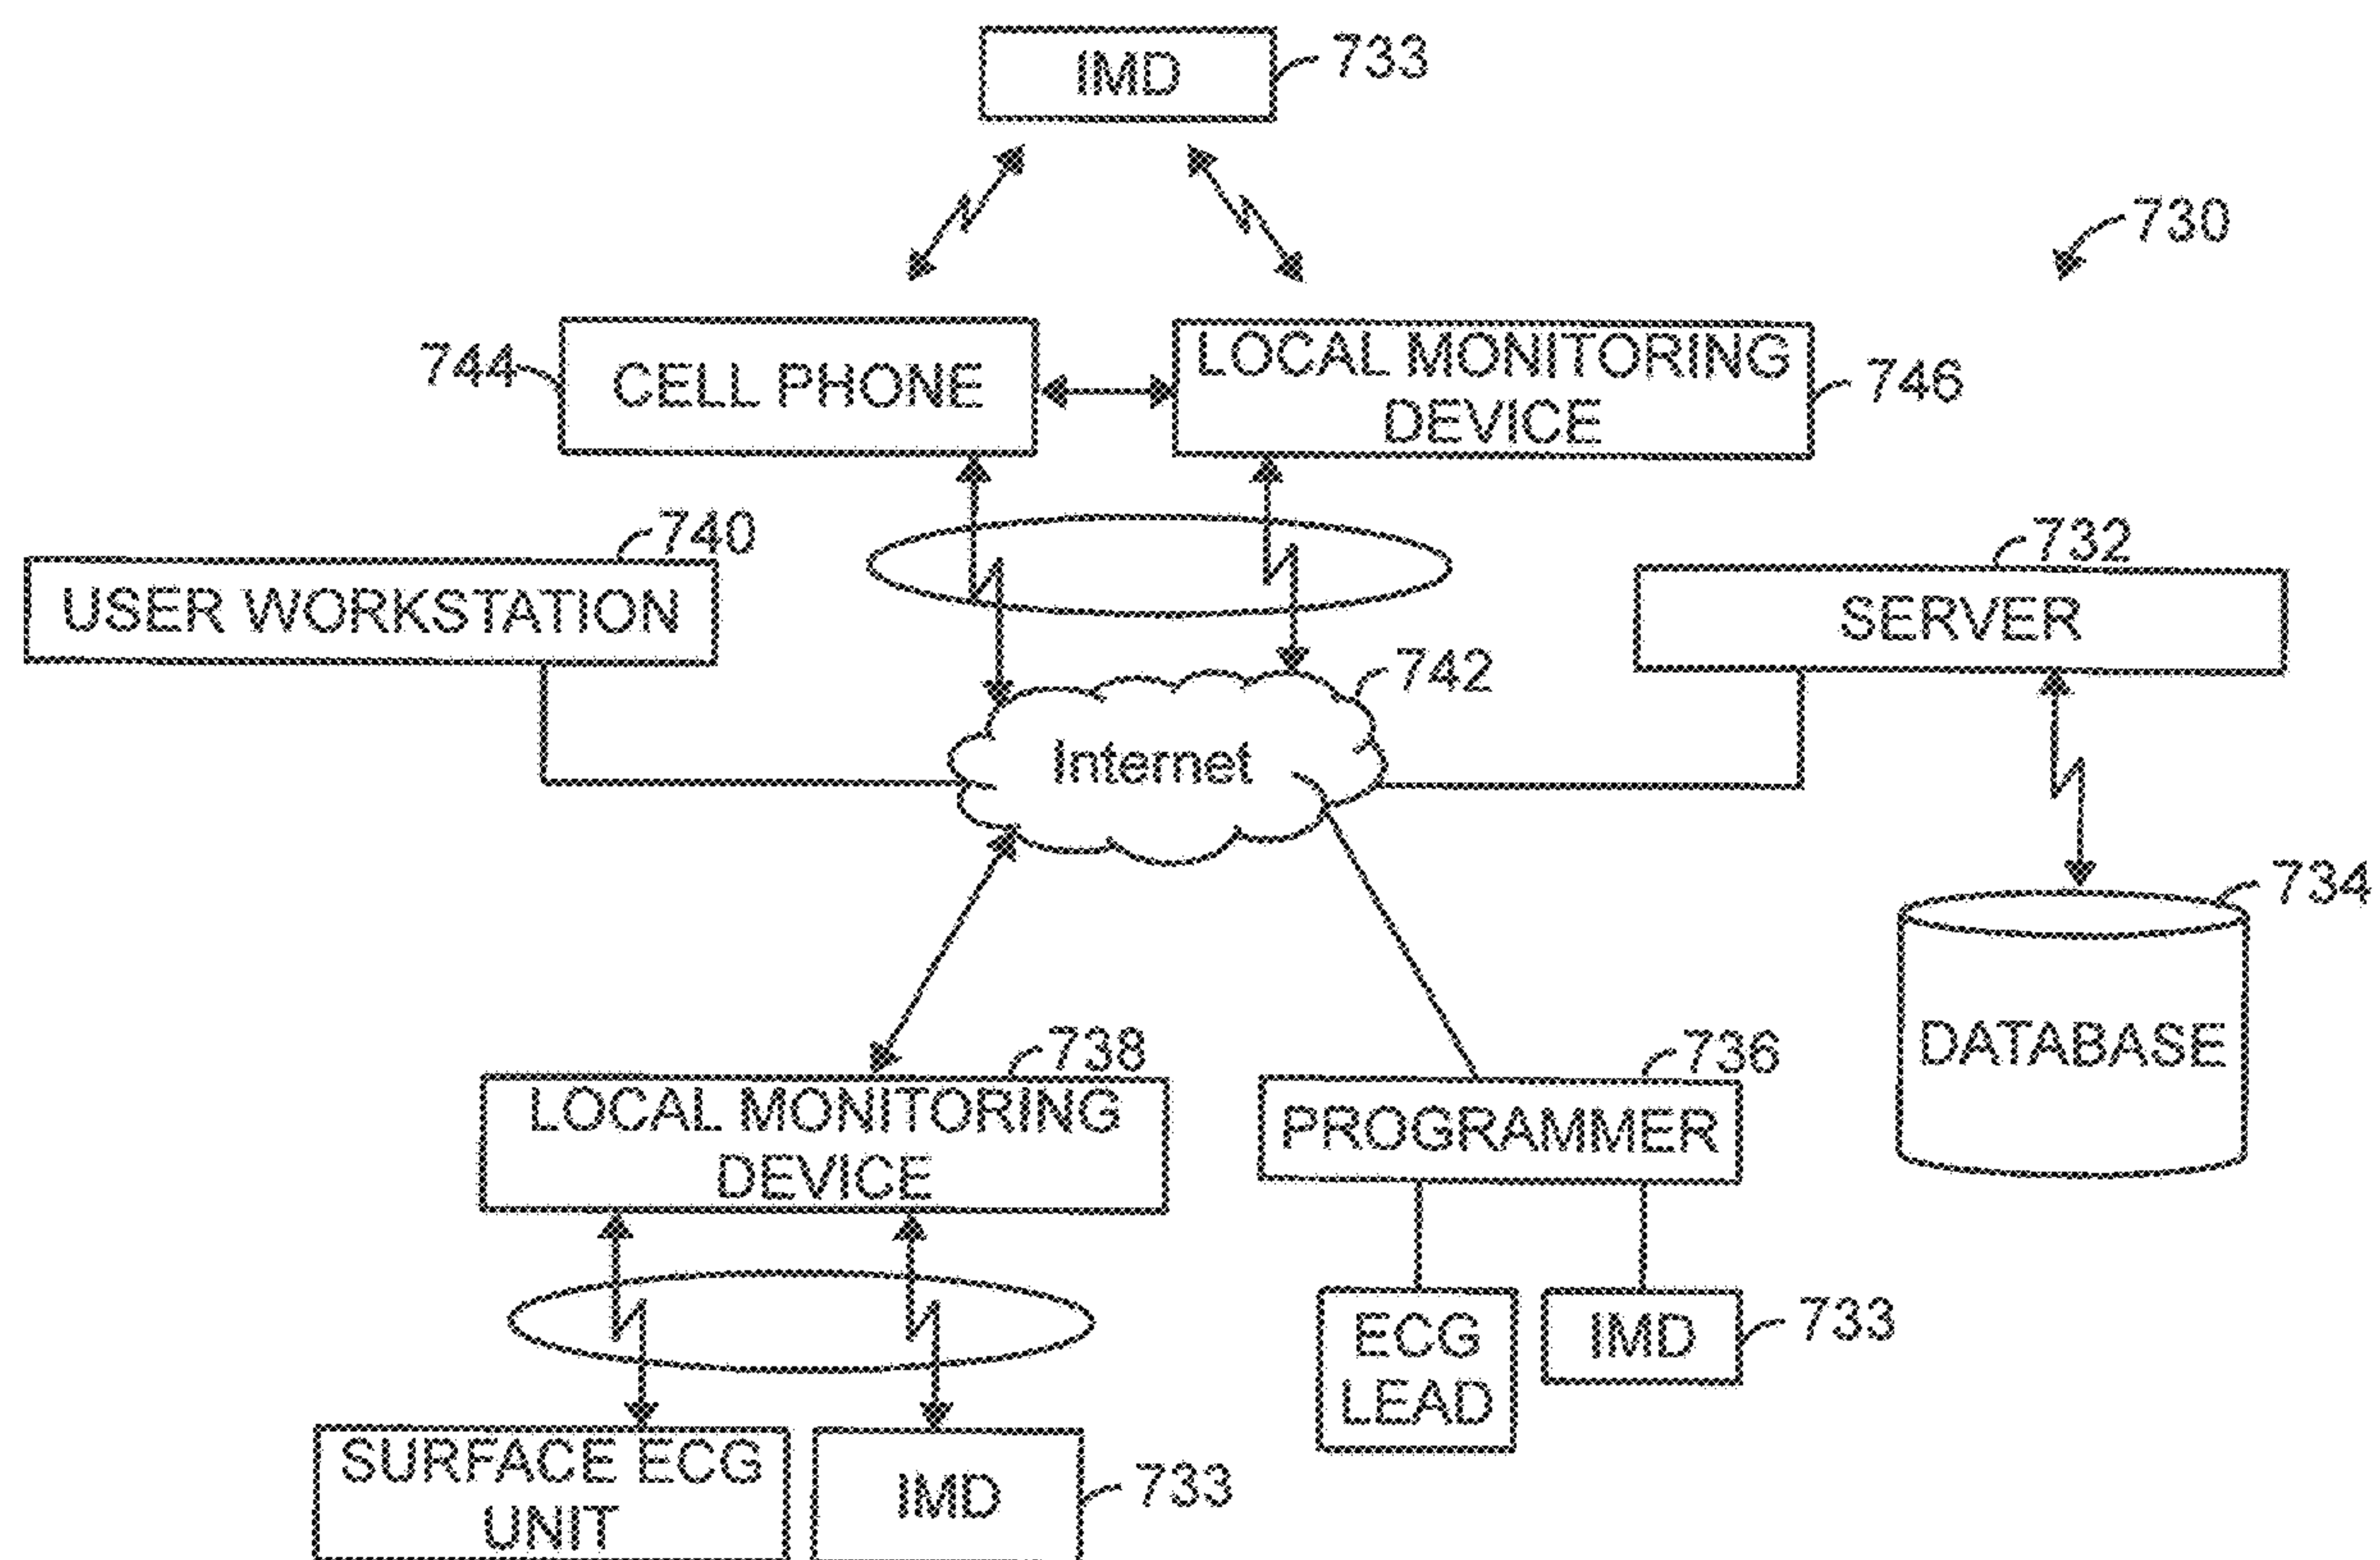 IMD
733
730
744
CELL PHONE
LOCAL MONITORING
DEVICE
746
740
USER WORKSTATION
732
SERVER
742
Internet
734
DATABASE
738
LOCAL MONITORING
DEVICE
736
PROGRAMMER
ECG
LEAD
IMD
733
SURFACE ECG
UNIT
IMD
733